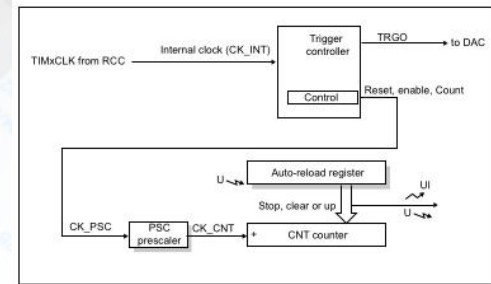 Trigger
controller
TRGO
to DAC
Internal clock (CK_INT)
TIMxCLK from RCC
Control
Reset, enable, Count
Auto-reload register
U
UI
Stop, clear or up
U
CK_PSC
PSC
prescaler
CK_CNT
+
CNT counter